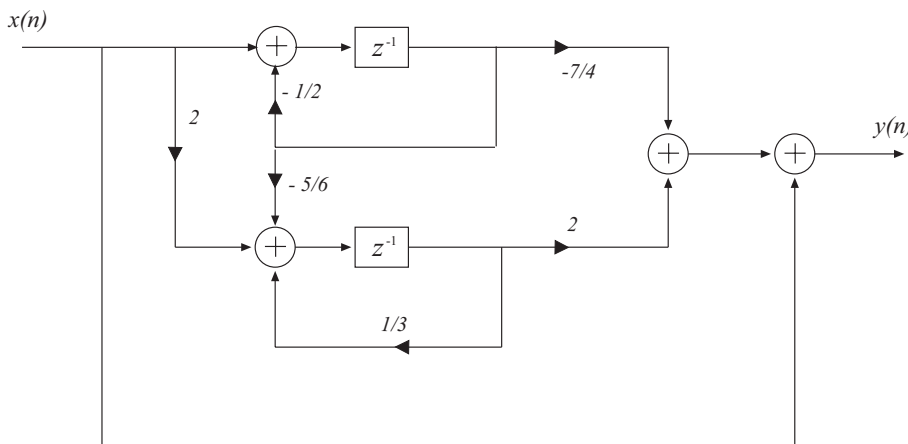 x(n)
z⁻¹
-7/4
- 1/2
2
y(n)
- 5/6
2
z⁻¹
1/3